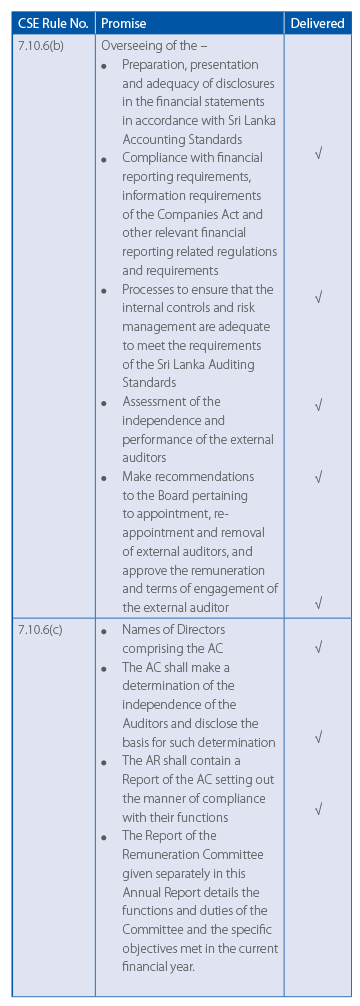 CSE Rule No. Promise Delivered
7.10.6(b) Overseeing of the –
• Preparation, presentation
and adequacy of disclosures
in the financial statements
in accordance with Sri Lanka
Accounting Standards
√
• Compliance with financial
reporting requirements,
information requirements
of the Companies Act and
other relevant financial
reporting related regulations
and requirements
• Processes to ensure that the √
internal controls and risk
management are adequate
to meet the requirements
of the Sri Lanka Auditing
Standards
• Assessment of the √
independence and
performance of the external
auditors
• Make recommendations √
to the Board pertaining
to appointment, re-
appointment and removal
of external auditors, and
approve the remuneration
and terms of engagement of
the external auditor √
7.10.6(c) • Names of Directors
comprising the AC √
• The AC shall make a
determination of the
independence of the
Auditors and disclose the √
basis for such determination
• The AR shall contain a
Report of the AC setting out
the manner of compliance √
with their functions
• The Report of the
Remuneration Committee
given separately in this
Annual Report details the
functions and duties of the
Committee and the specific
objectives met in the current
financial year.